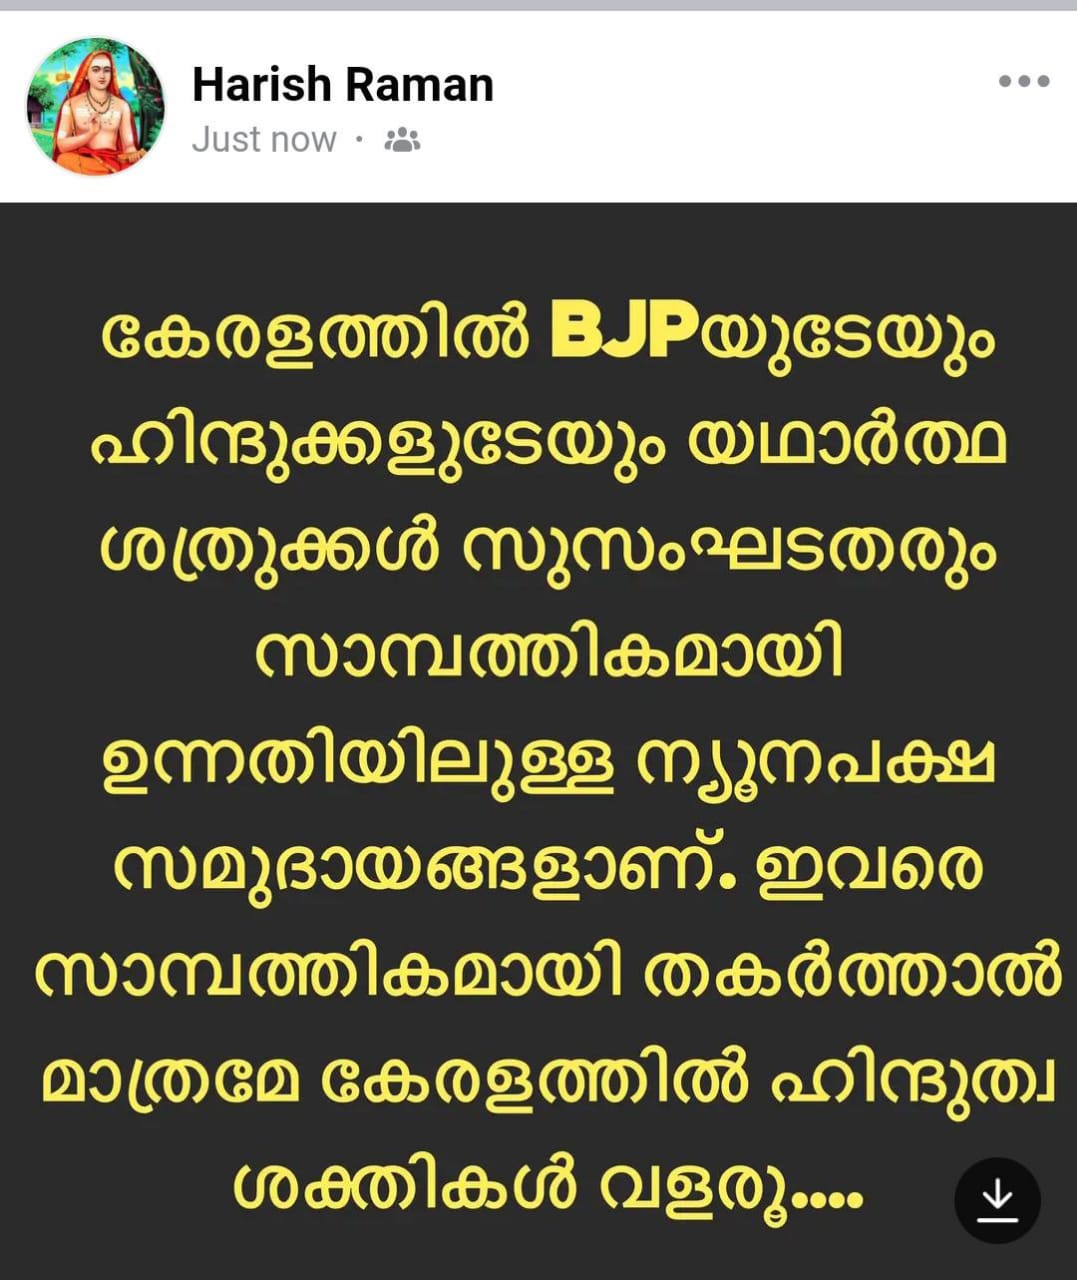 Harish Raman
Just now ·
കേരളത്തിൽ BJPയുടേയും
ഹിന്ദുക്കളുടേയും യഥാർത്ഥ
ശത്രുക്കൾ സുസംഘടതരും
സാമ്പത്തികമായി
ഉന്നതിയിലുള്ള ന്യൂനപക്ഷ
സമുദായങ്ങളാണ്. ഇവരെ
സാമ്പത്തികമായി തകർത്താൽ
മാത്രമേ കേരളത്തിൽ ഹിന്ദുത്വ
ശക്തികൾ വളരൂ....